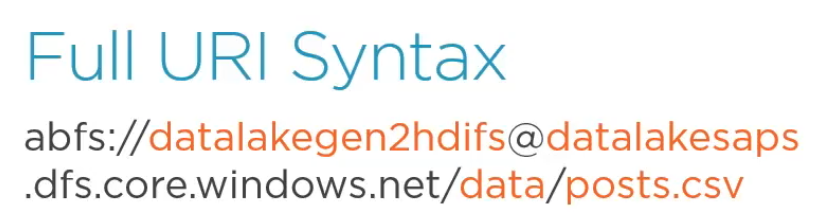 Full URI Syntax
abfs://datalakegen2hdifs@datalakesaps
.dfs.core.windows.net/data/posts.csv